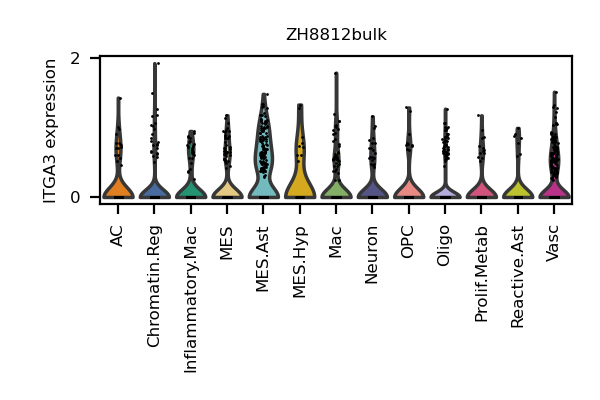 ZH8812bulk
ITGA3 expression
2
0
AC
Chromatin.Reg
Inflammatory.Mac
MES
MES.Ast
MES.Hyp
Mac
Neuron
OPC
Oligo
Prolif.Metab
Reactive.Ast
Vasc